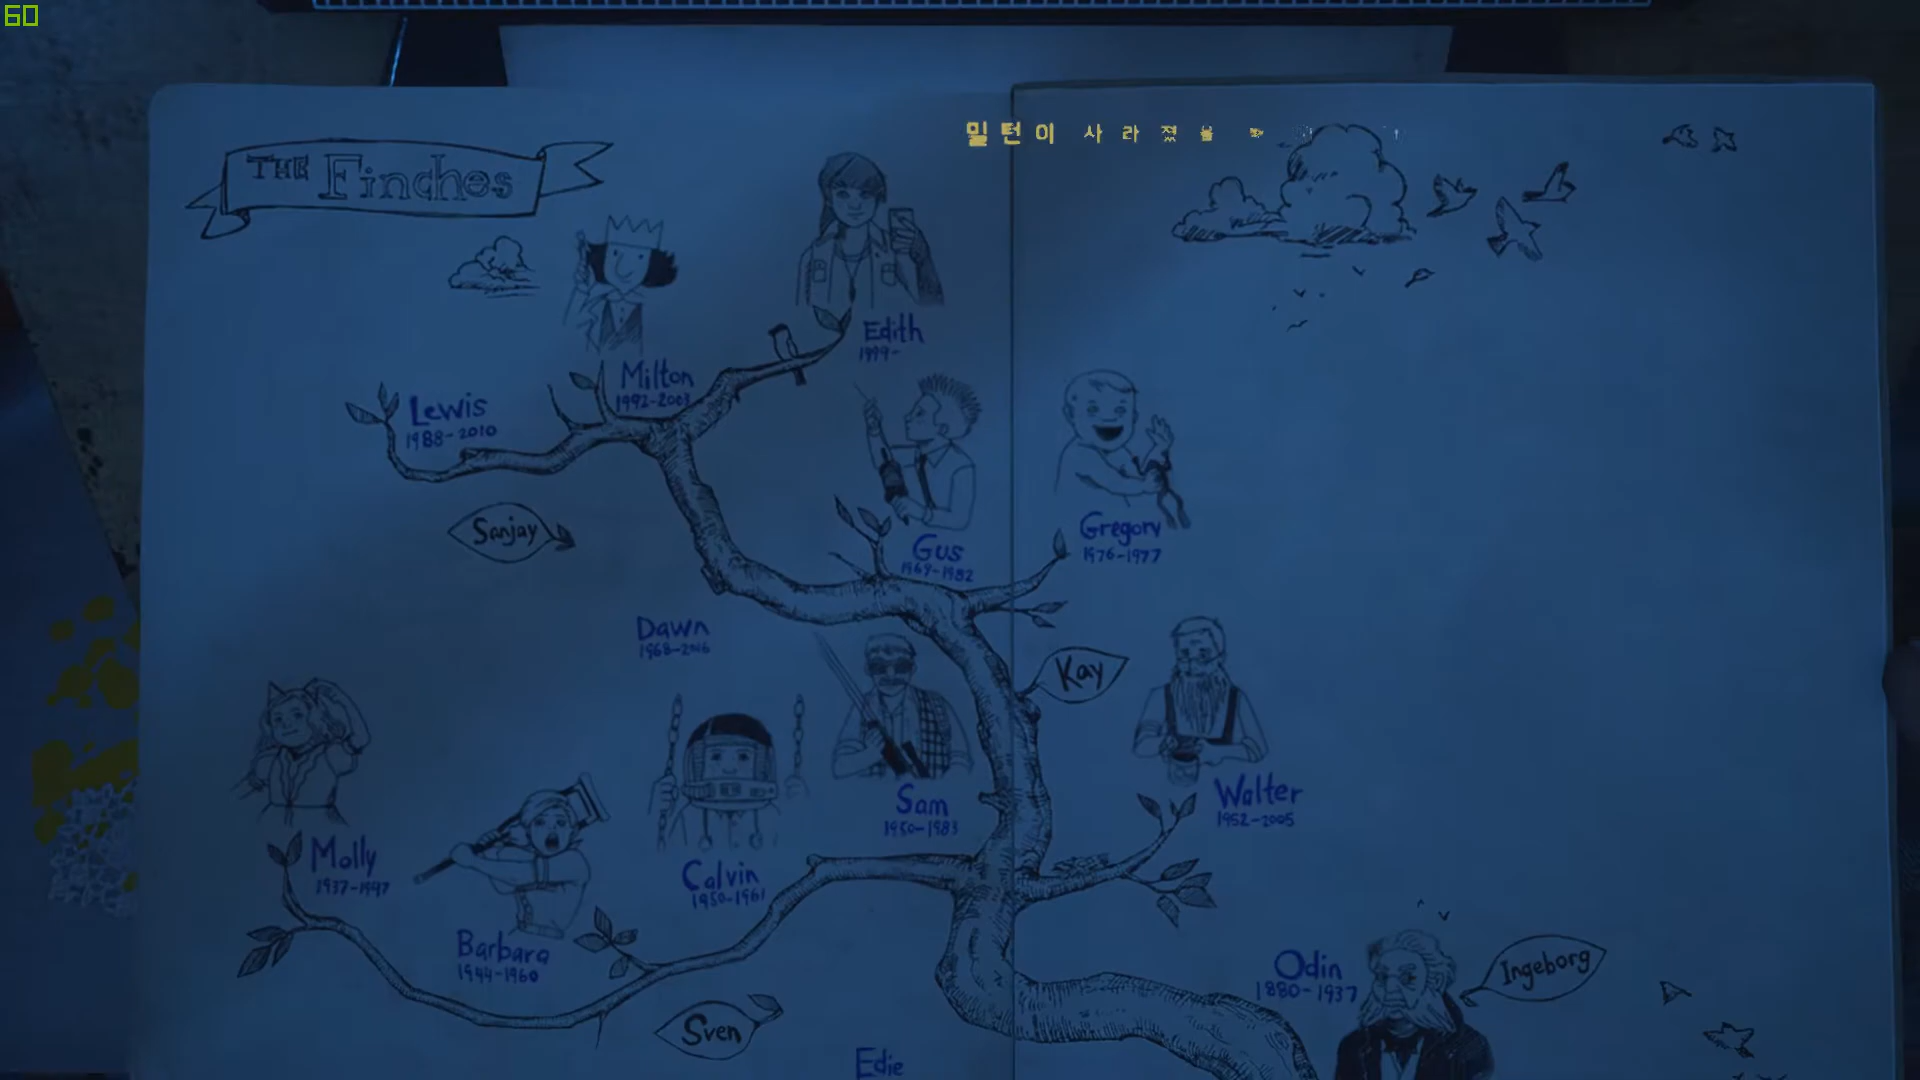 60
밀턴이 사라졌을
THE Finches
Edith
1999-
Milton
1992-2003
Lewis
1988-2010
Sanjay
Gus
1969-1982
Gregory
1976-1977
Dawn
1968-2016
Kay
Sam
1950-1983
Walter
1952-2005
Molly
1937-1947
Calvin
1950-1961
Barbara
1944-1960
Odin
1880-1937
Ingeborg
Sven
Edie